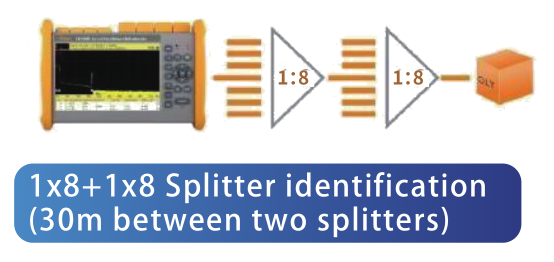 1:8
1:8
OLT
1x8+1x8 Splitter identification
(30m between two splitters)